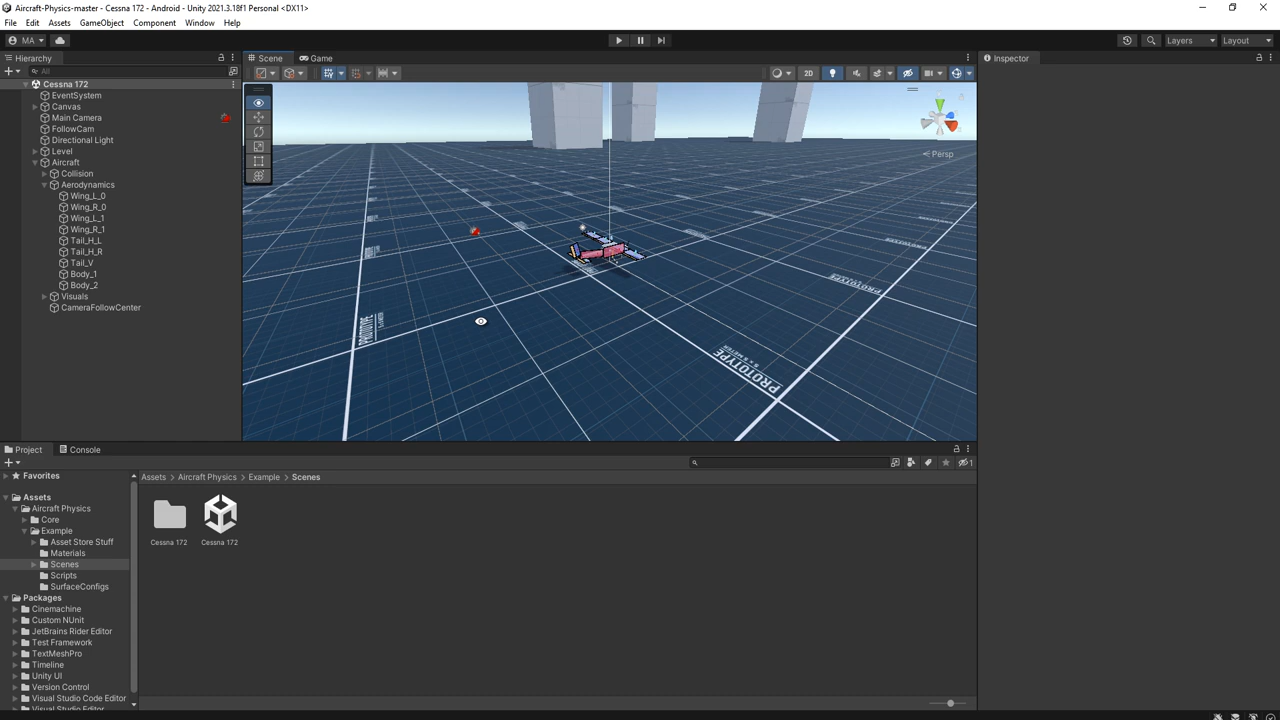 Aircraft-Physics-master - Cessna 172 - Android - Unity 2021.3.18f1 Personal <DX11>
File Edit Assets GameObject Component Window Help
MA Layers Layout
Hierarchy
All
Cessna 172
EventSystem
Canvas
Main Camera
FollowCam
Directional Light
Level
Aircraft
Collision
Aerodynamics
Wing_L_0
Wing_R_0
Wing_L_1
Wing_R_1
Tail_H_L
Tail_H_R
Tail_V
Body_1
Body_2
Visuals
CameraFollowCenter
Scene Game
2D
Persp
PROTOTYPE
PROTOTYPE
PROTOTYPE
Inspector
Project Console
1
Favorites
Assets
Aircraft Physics
Core
Example
Asset Store Stuff
Materials
Scenes
Scripts
SurfaceConfigs
Packages
Cinemachine
Custom NUnit
JetBrains Rider Editor
Test Framework
TextMeshPro
Timeline
Unity UI
Version Control
Visual Studio Code Editor
Visual Studio Editor
Assets > Aircraft Physics > Example > Scenes
Cessna 172 Cessna 172